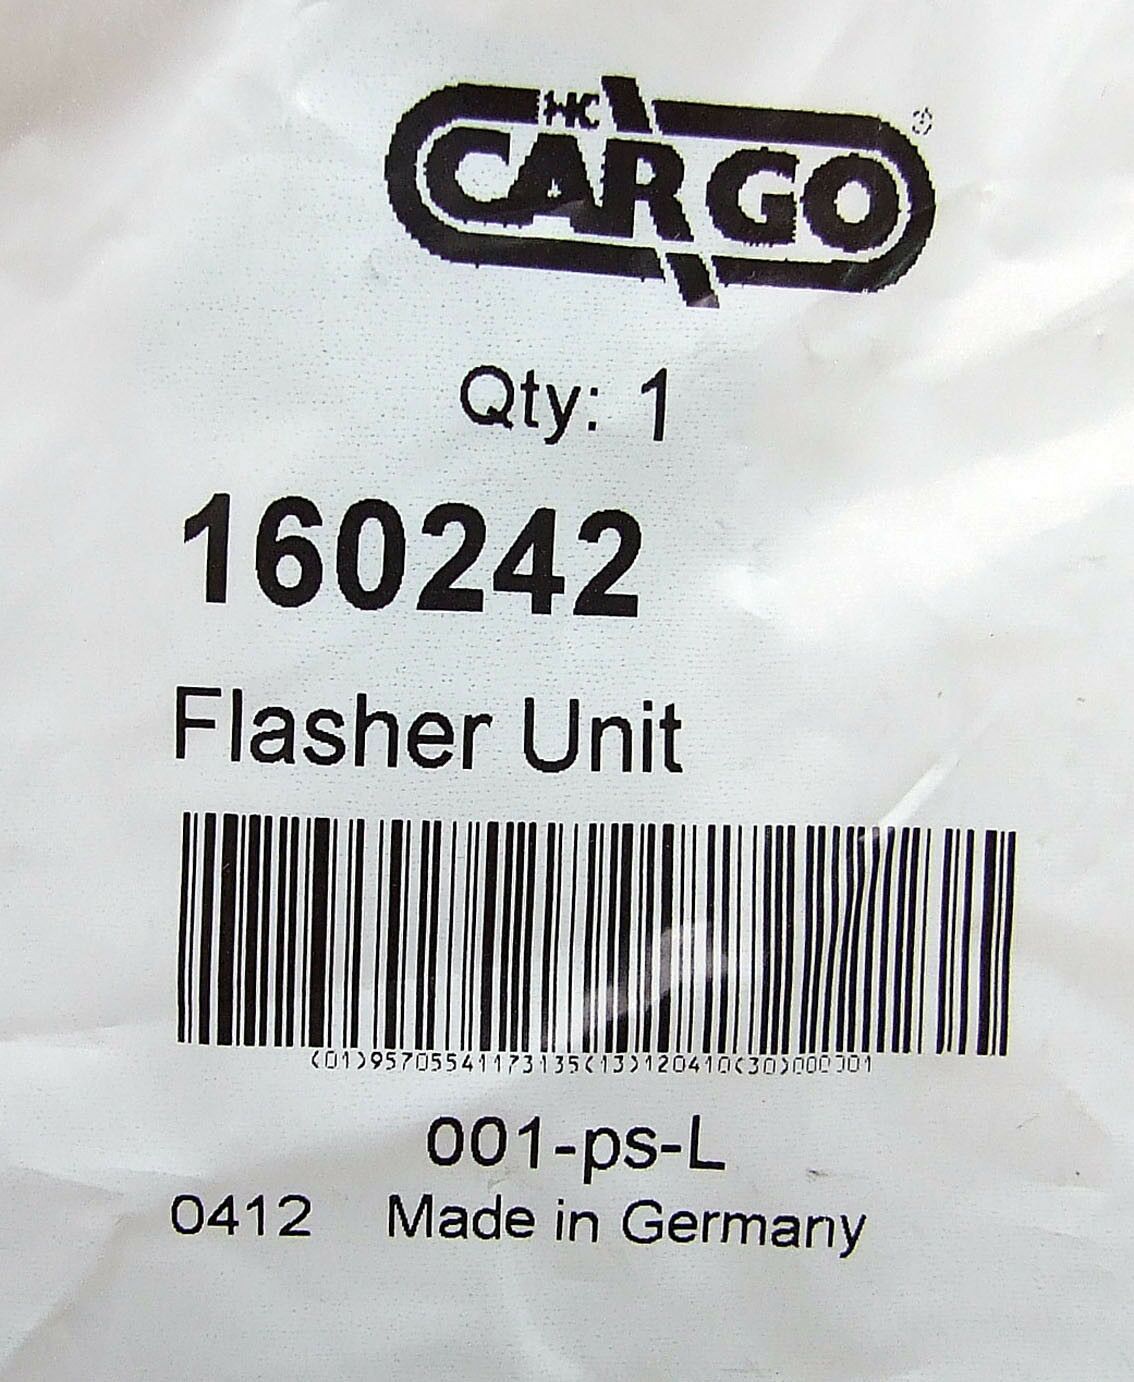 HC
CARGO®
Qty: 1
160242
Flasher Unit
(01)95705541173135(13)120410(30)000001
001-ps-L
0412 Made in Germany